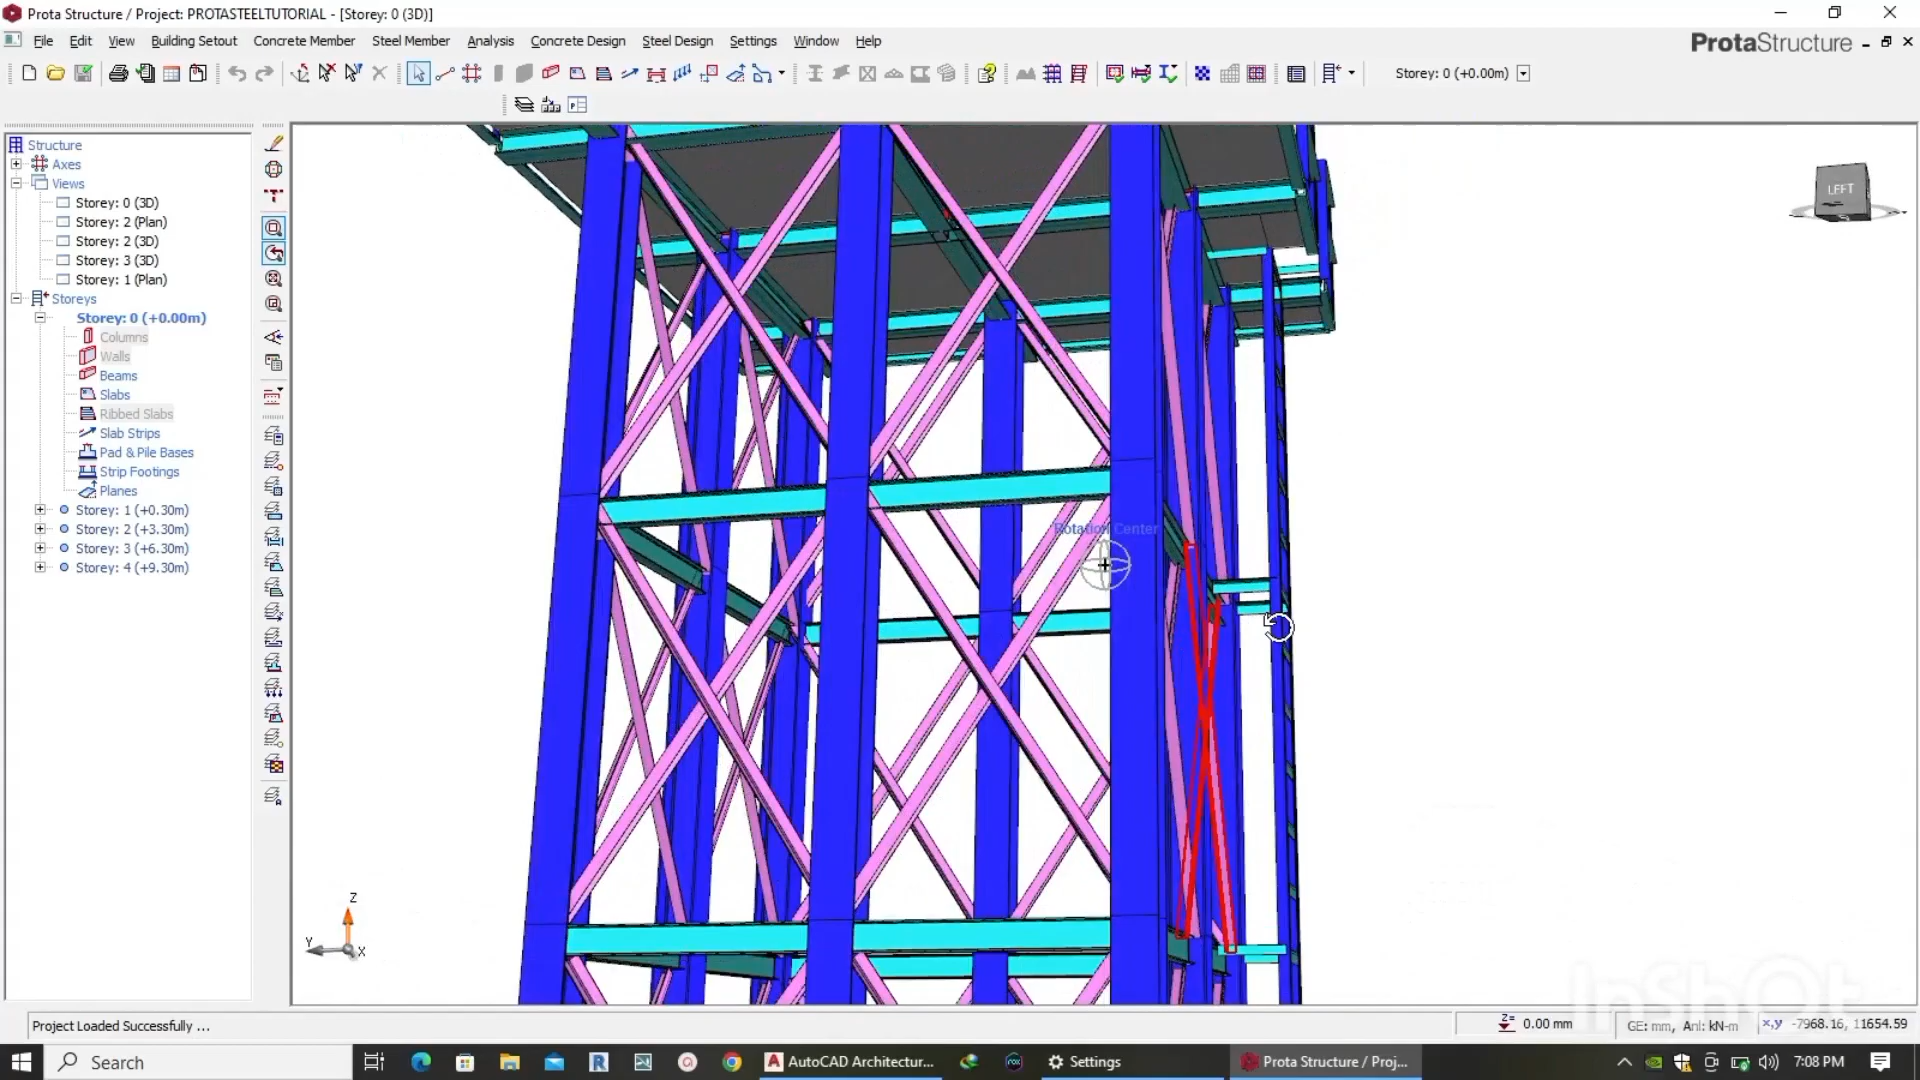 Prota Structure / Project: PROTASTEELTUTORIAL - [Storey: 0 (3D)]
File Edit View Building Setout Concrete Member Steel Member Analysis Concrete Design Steel Design Settings Window Help
ProtaStructure
Storey: 0 (+0.00m)
Structure
Axes
Views
Storey: 0 (3D)
Storey: 2 (Plan)
Storey: 2 (3D)
Storey: 3 (3D)
Storey: 1 (Plan)
Storeys
Storey: 0 (+0.00m)
Columns
Walls
Beams
Slabs
Ribbed Slabs
Slab Strips
Pad & Pile Bases
Strip Footings
Planes
Storey: 1 (+0.30m)
Storey: 2 (+3.30m)
Storey: 3 (+6.30m)
Storey: 4 (+9.30m)
LEFT
Rotation Center
Z
Y
X
InShOt
Project Loaded Successfully ...
Z= 0.00 mm
GE: mm, Anl: kN-m
x,y -7968.16, 11654.59
Search
AutoCAD Architectur...
Settings
Prota Structure / Proj...
7:08 PM